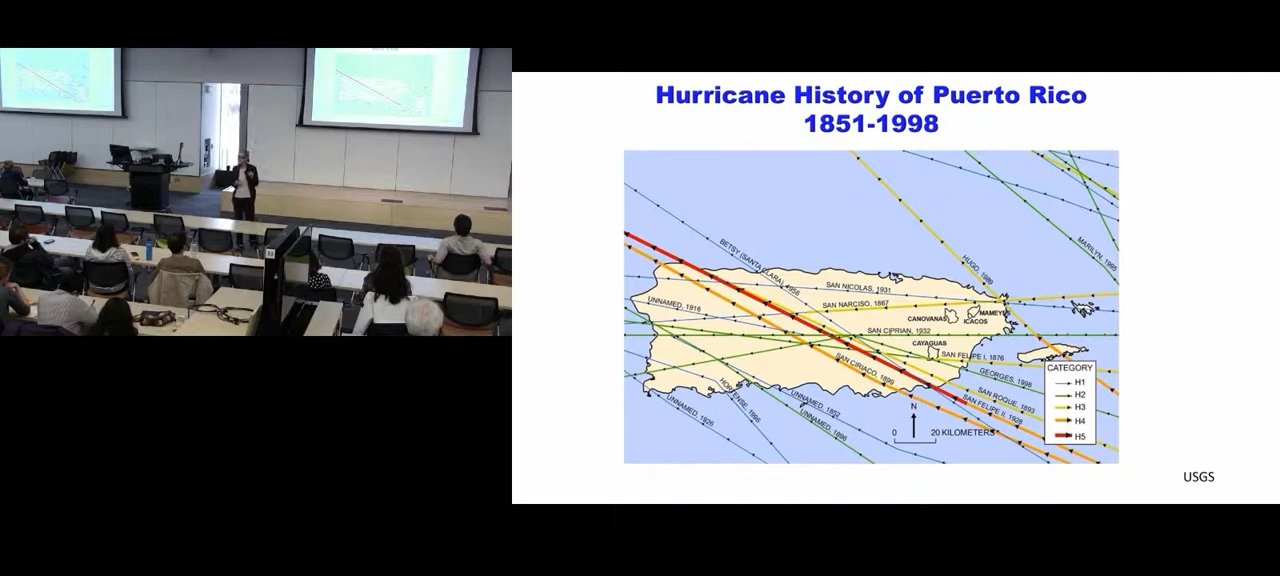 Hurricane History of Puerto Rico
1851-1998
MARILYN, 1995
HUGO, 1989
BETSY (SANTA CLARA) 1956
SAN NICOLAS, 1931
UNNAMED, 1916
SAN NARCISO, 1867
CANOVANAS
MAMEYES
ICACOS
SAN CIPRIAN, 1932
CAYAGUAS
SAN FELIPE I, 1876
SAN CIRIACO, 1899
GEORGES, 1998
SAN ROQUE, 1893
SAN FELIPE II, 1928
HORTENSE, 1996
UNNAMED, 1852
UNNAMED, 1896
UNNAMED, 1926
CATEGORY
H1
H2
H3
H4
H5
N
0 20 KILOMETERS
USGS